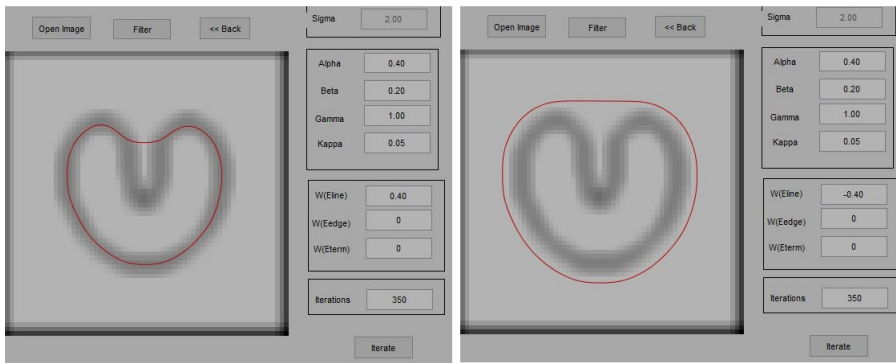 Open Image Filter << Back
Sigma 2.00
Alpha 0.40
Beta 0.20
Gamma 1.00
Kappa 0.05
W(Eline) 0.40
W(Eedge) 0
W(Eterm) 0
Iterations 350
Iterate
Open Image Filter << Back
Sigma 2.00
Alpha 0.40
Beta 0.20
Gamma 1.00
Kappa 0.05
W(Eline) -0.40
W(Eedge) 0
W(Eterm) 0
Iterations 350
Iterate